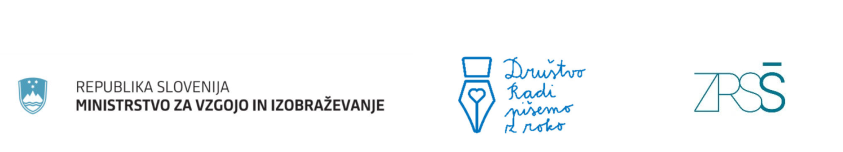 REPUBLIKA SLOVENIJA
MINISTRSTVO ZA VZGOJO IN IZOBRAŽEVANJE
Društvo
Radi
pišemo
z roko
ZRSŠ